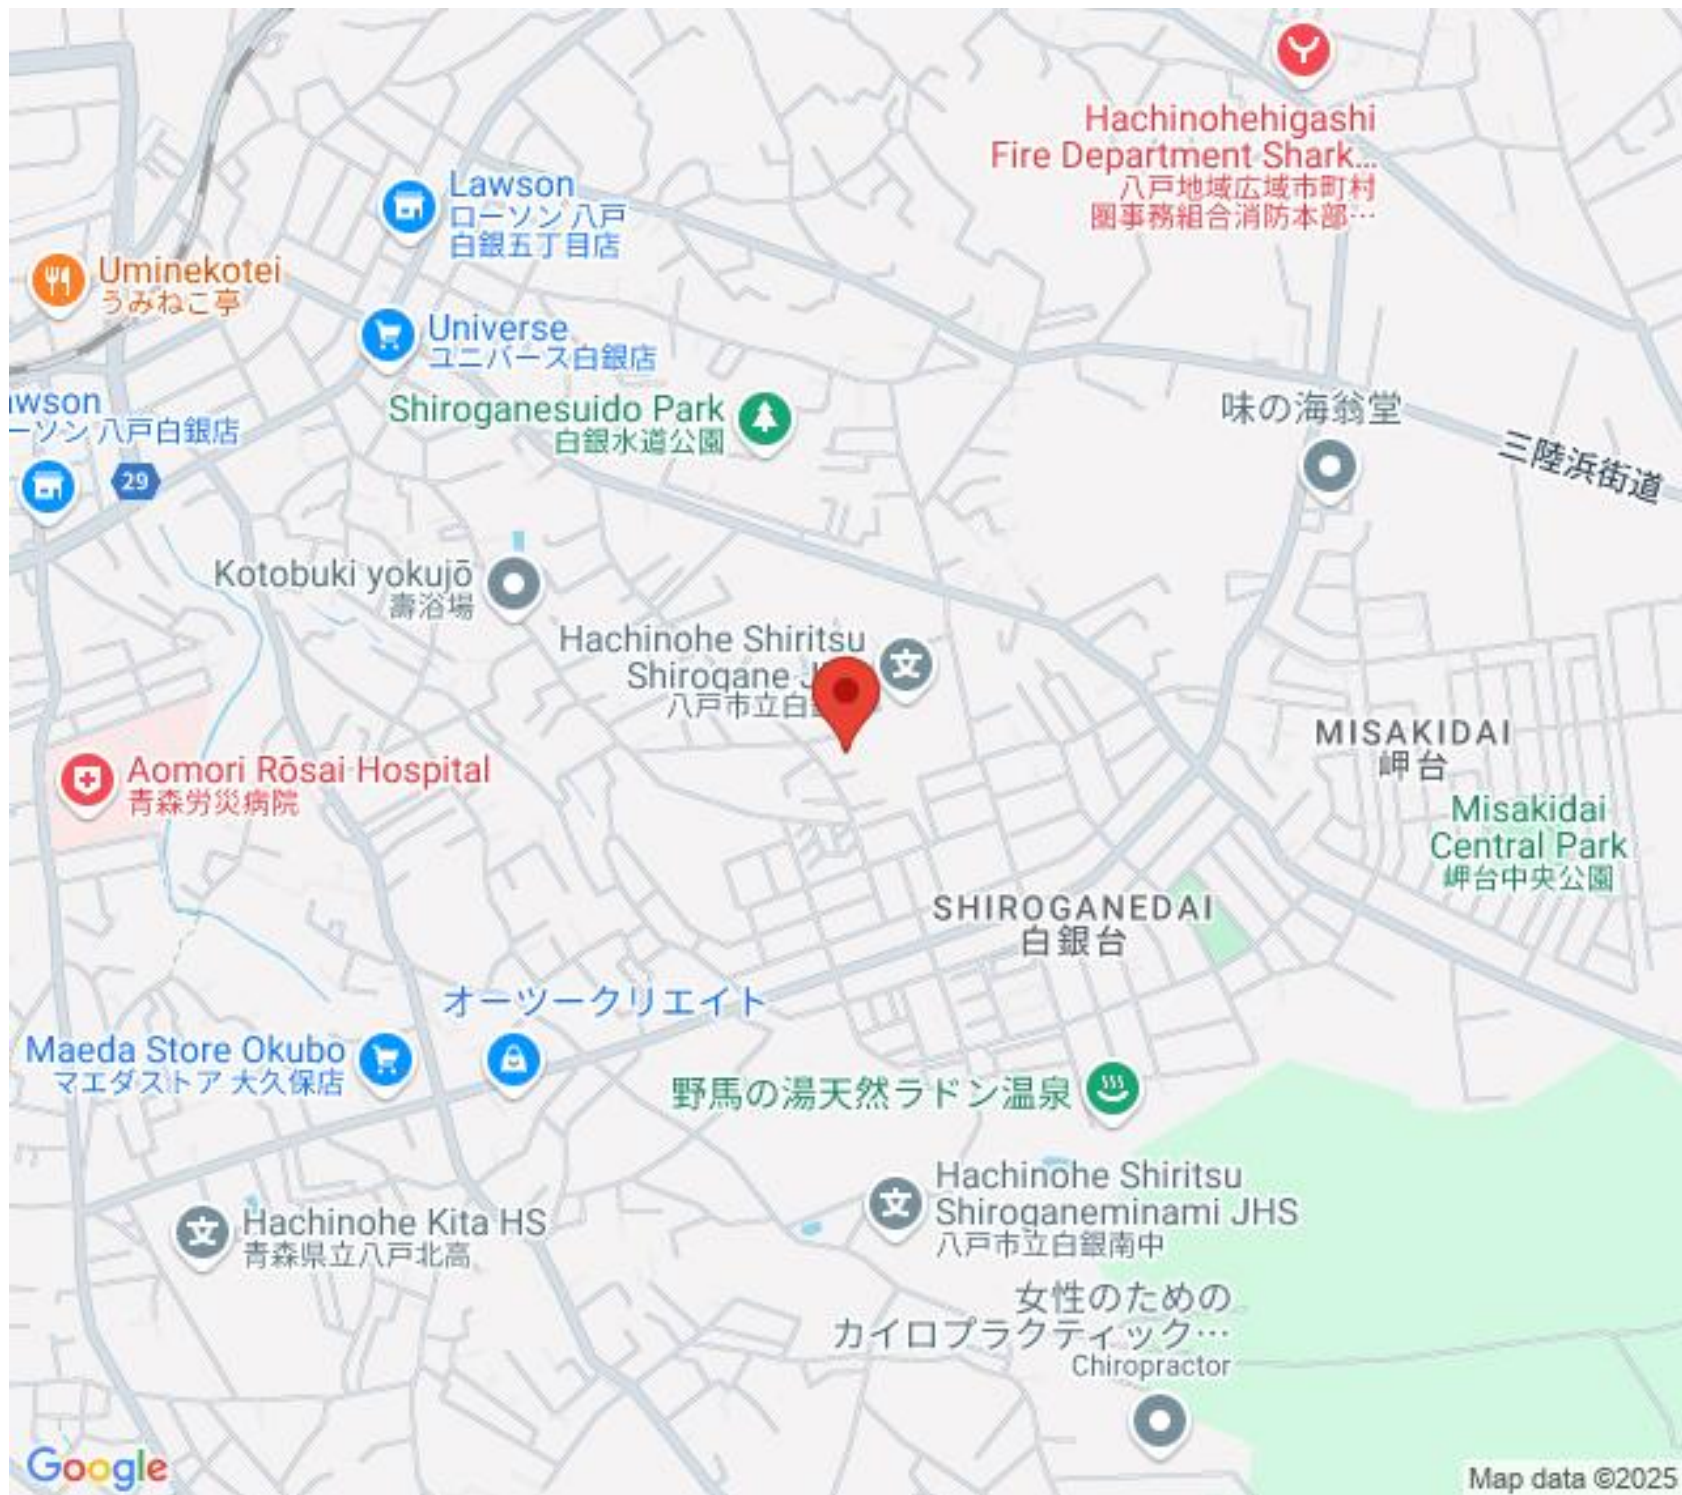 Hachinohehigashi
Fire Department Shark...
八戸地域広域市町村
圏事務組合消防本部…
Lawson
ローソン 八戸
白銀五丁目店
Uminekotei
うみねこ亭
Universe
ユニバース白銀店
awson
ーソン 八戸白銀店
Shiroganesuido Park
白銀水道公園
味の海翁堂
三陸浜街道
29
Kotobuki yokujō
壽浴場
Hachinohe Shiritsu
Shirogane J
八戸市立白
MISAKIDAI
岬台
Aomori Rōsai Hospital
青森労災病院
Misakidai
Central Park
岬台中央公園
SHIROGANEDAI
白銀台
オーツークリエイト
Maeda Store Okubo
マエダストア 大久保店
野馬の湯天然ラドン温泉
Hachinohe Shiritsu
Shiroganeminami JHS
八戸市立白銀南中
Hachinohe Kita HS
青森県立八戸北高
女性のための
カイロプラクティック…
Chiropractor
Google
Map data ©2025